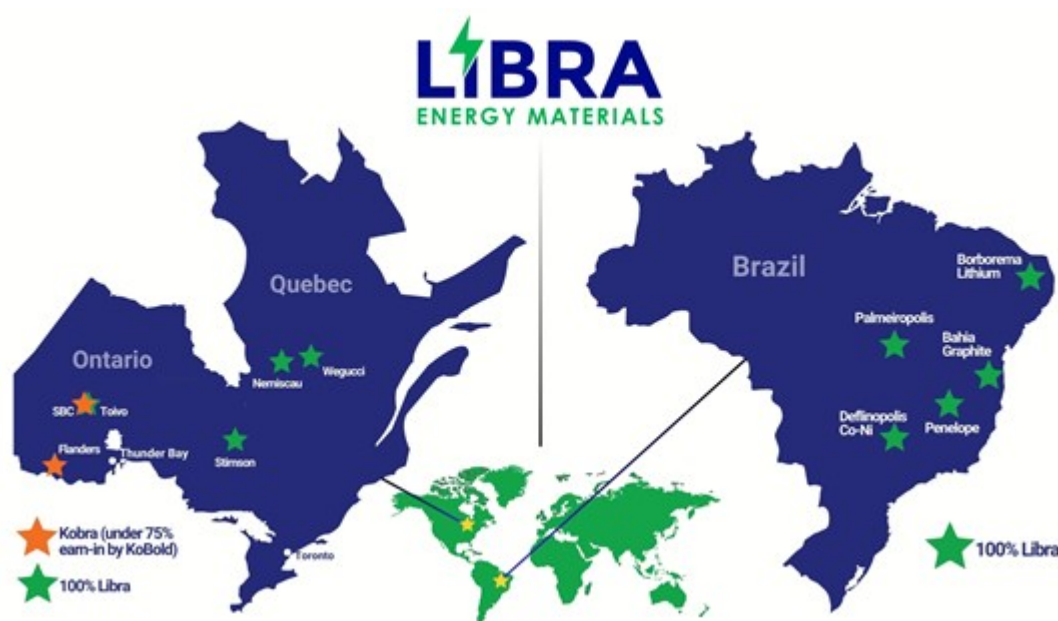 LIBRA
ENERGY MATERIALS
Quebec
Ontario
Nemiscau
Wegucci
SBC
Toivo
Flanders
Thunder Bay
Stimson
Toronto
Kobra (under 75%
earn-in by KoBold)
100% Libra
Brazil
Borborema
Lithium
Palmeiropolis
Bahia
Graphite
Deflinopolis
Co-Ni
Penelope
100% Libra